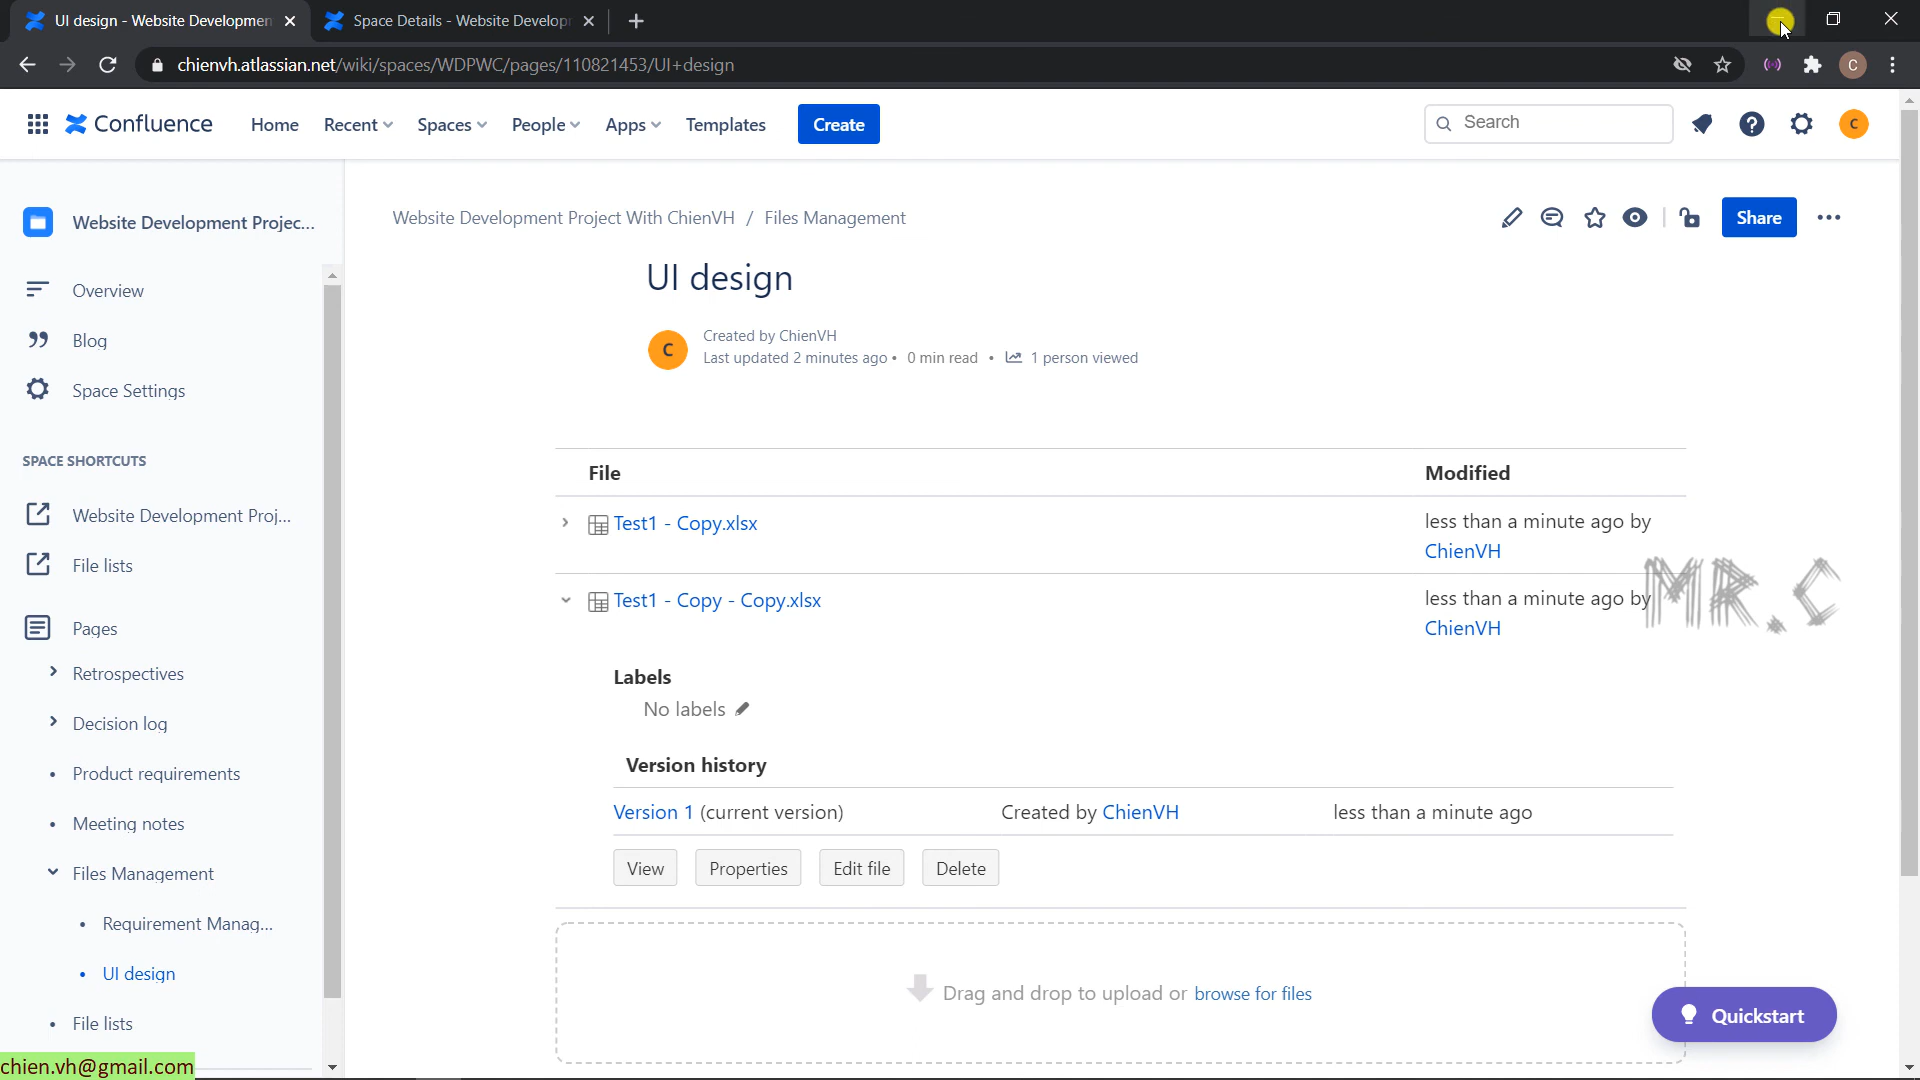 UI design - Website Developmen
Space Details - Website Develop
chienvh.atlassian.net/wiki/spaces/WDPWC/pages/110821453/UI+design
C
Confluence
Home
Recent
Spaces
People
Apps
Templates
Create
Search
C
Website Development Projec...
Overview
Blog
Space Settings
SPACE SHORTCUTS
Website Development Proj...
File lists
Pages
Retrospectives
Decision log
Product requirements
Meeting notes
Files Management
Requirement Manag...
UI design
File lists
chien.vh@gmail.com
Website Development Project With ChienVH / Files Management
Share
UI design
C
Created by ChienVH
Last updated 2 minutes ago • 0 min read • 1 person viewed
File
Modified
Test1 - Copy.xlsx
less than a minute ago by
ChienVH
Test1 - Copy - Copy.xlsx
less than a minute ago by
ChienVH
MR.C
Labels
No labels
Version history
Version 1 (current version)
Created by ChienVH
less than a minute ago
View
Properties
Edit file
Delete
Drag and drop to upload or browse for files
Quickstart